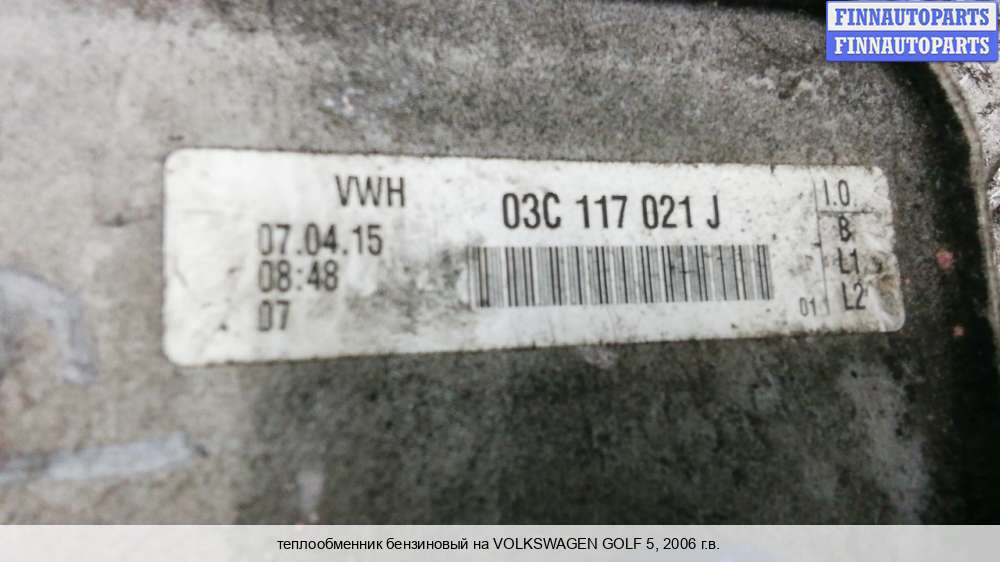 FINNAUTOPARTS
FINNAUTOPARTS
VWH
03C 117 021 J
I.O.
07.04.15
B
08:48
L1
07
01
L2
теплообменник бензиновый на VOLKSWAGEN GOLF 5, 2006 г.в.